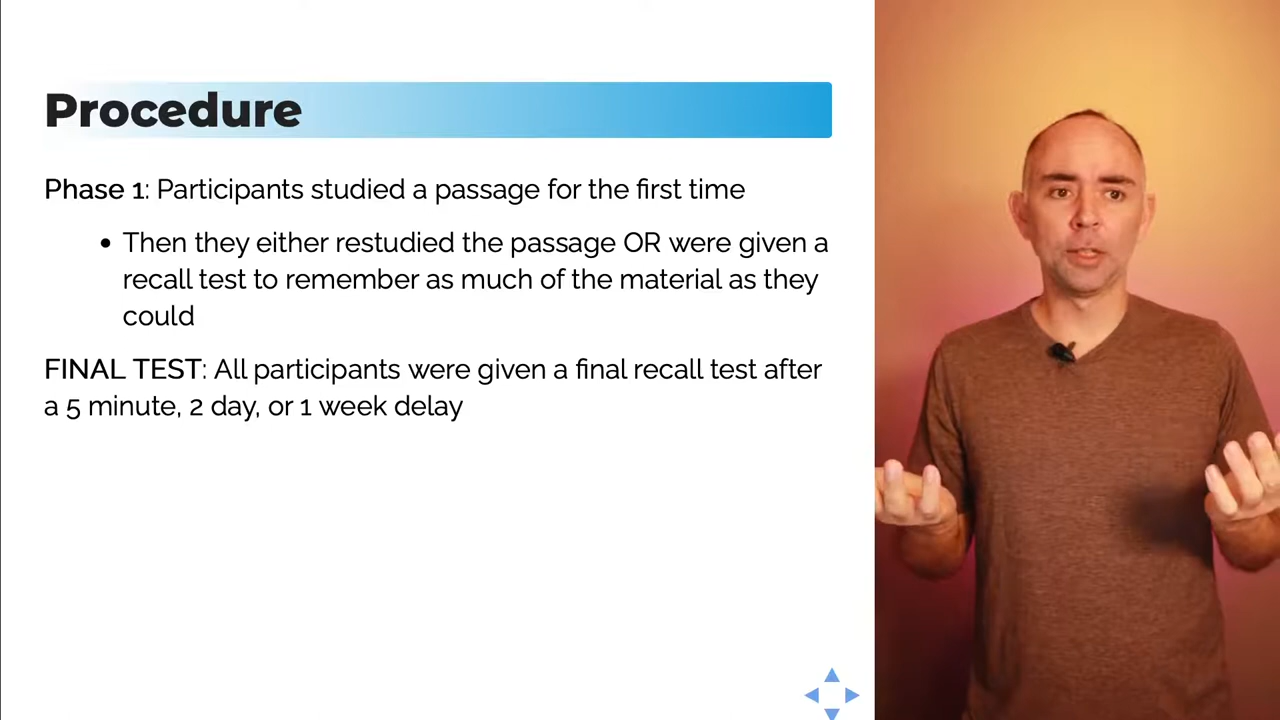 Procedure
Phase 1: Participants studied a passage for the first time
• Then they either restudied the passage OR were given a
recall test to remember as much of the material as they
could
FINAL TEST: All participants were given a final recall test after
a 5 minute, 2 day, or 1 week delay